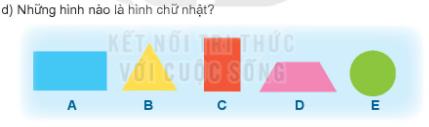 d) Những hình nào là hình chữ nhật?
KẾT NỐI TRI THỨC
VỚI CUỘC SỐNG
A B C D E